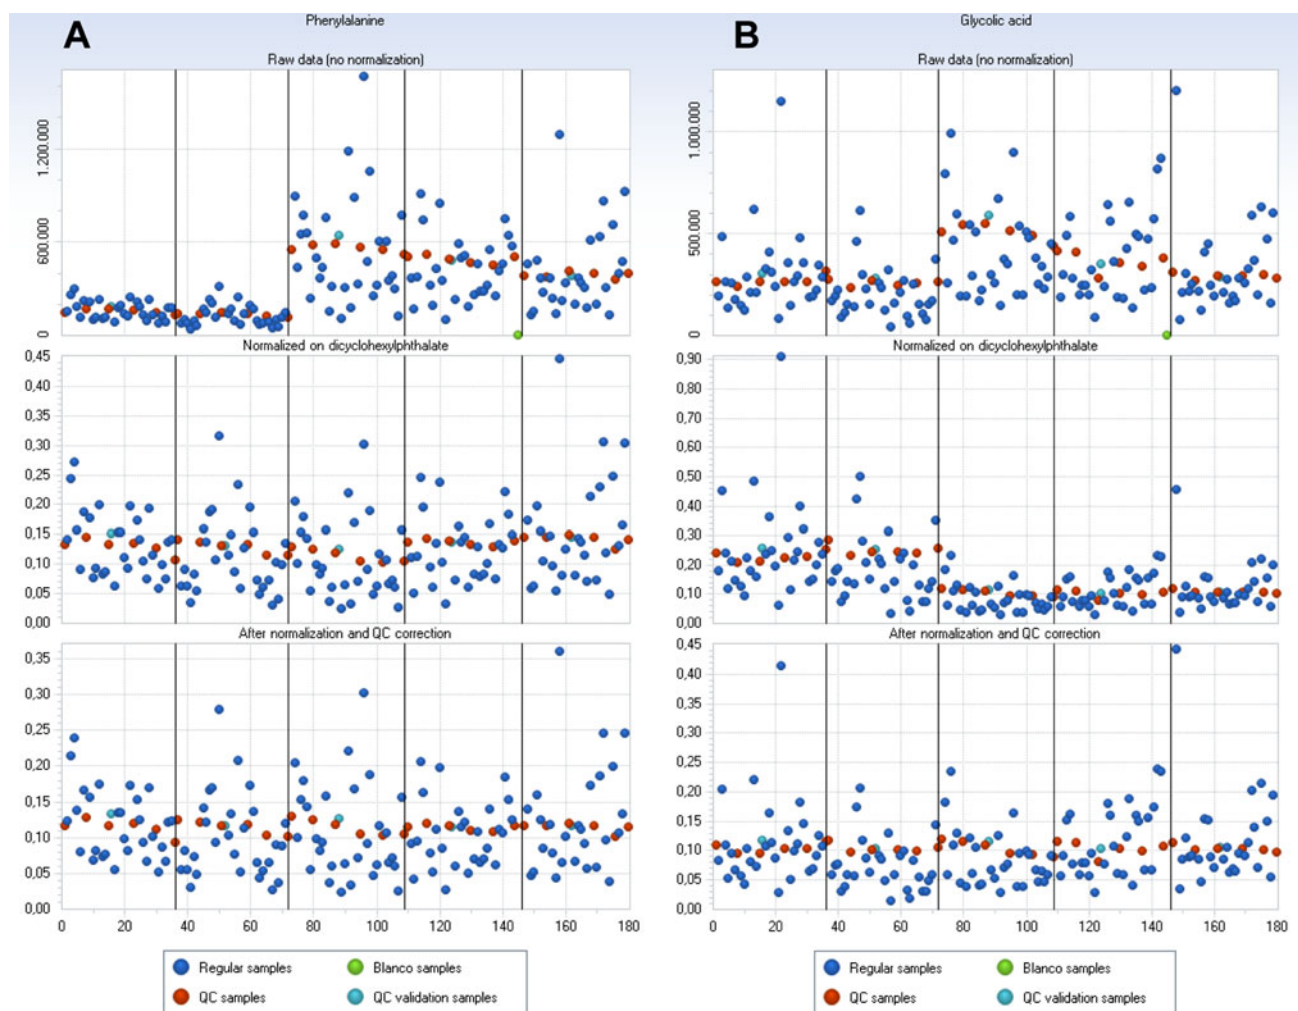 A
Phenylalanine
Raw data (no normalization)
1.200.000
600.000
0
Normalized on dicyclohexylphthalate
0,45
0,40
0,35
0,30
0,25
0,20
0,15
0,10
0,05
0,00
After normalization and QC correction
0,35
0,30
0,25
0,20
0,15
0,10
0,05
0,00
0 20 40 60 80 100 120 140 160 180
Regular samples
Blanco samples
QC samples
QC validation samples
B
Glycolic acid
Raw data (no normalization)
1.000.000
500.000
0
Normalized on dicyclohexylphthalate
0,90
0,80
0,70
0,60
0,50
0,40
0,30
0,20
0,10
0,00
After normalization and QC correction
0,45
0,40
0,35
0,30
0,25
0,20
0,15
0,10
0,05
0,00
0 20 40 60 80 100 120 140 160 180
Regular samples
Blanco samples
QC samples
QC validation samples